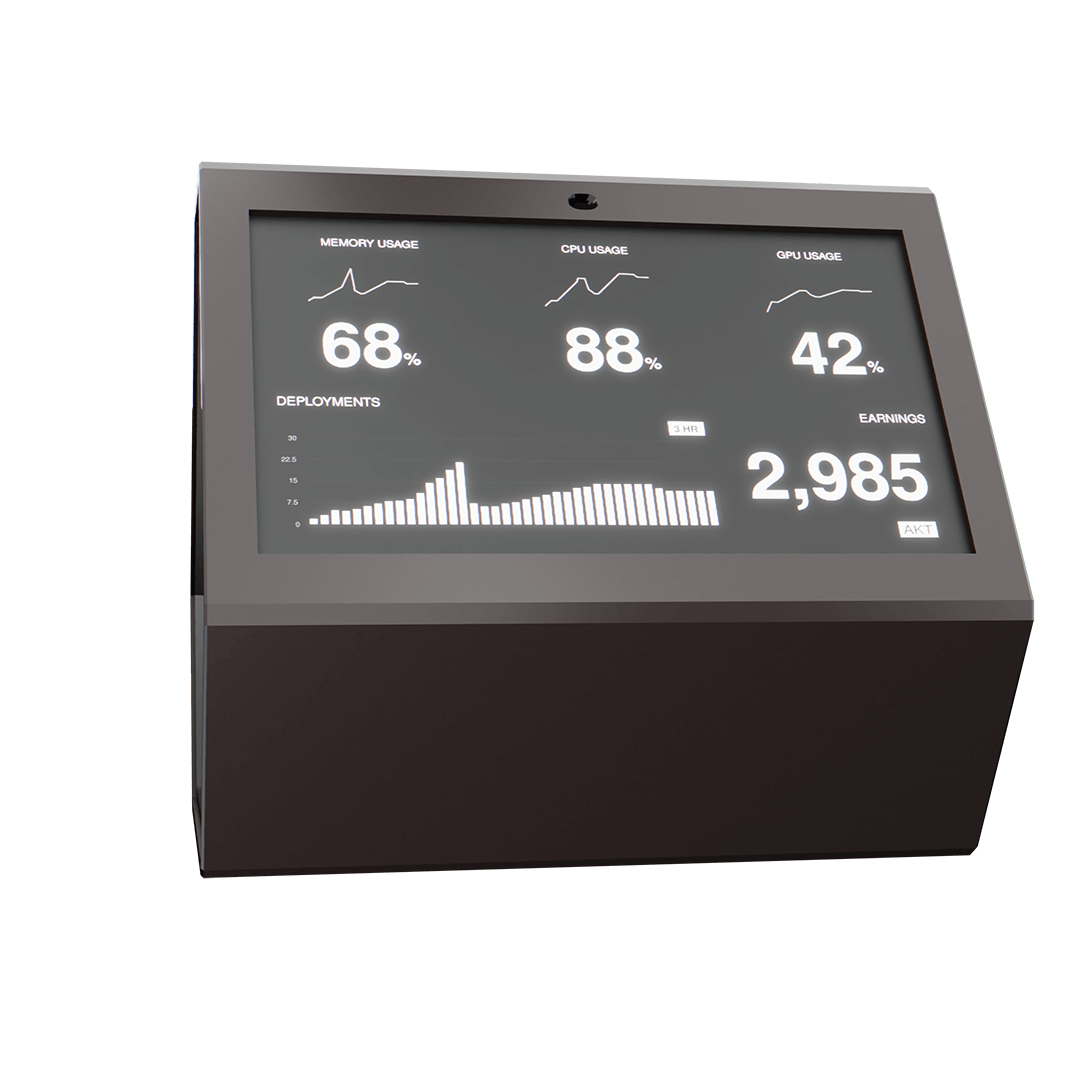 MEMORY USAGE
CPU USAGE
GPU USAGE
68%
88%
42%
DEPLOYMENTS
3 HR
30
22.5
15
7.5
0
EARNINGS
2,985
AKT